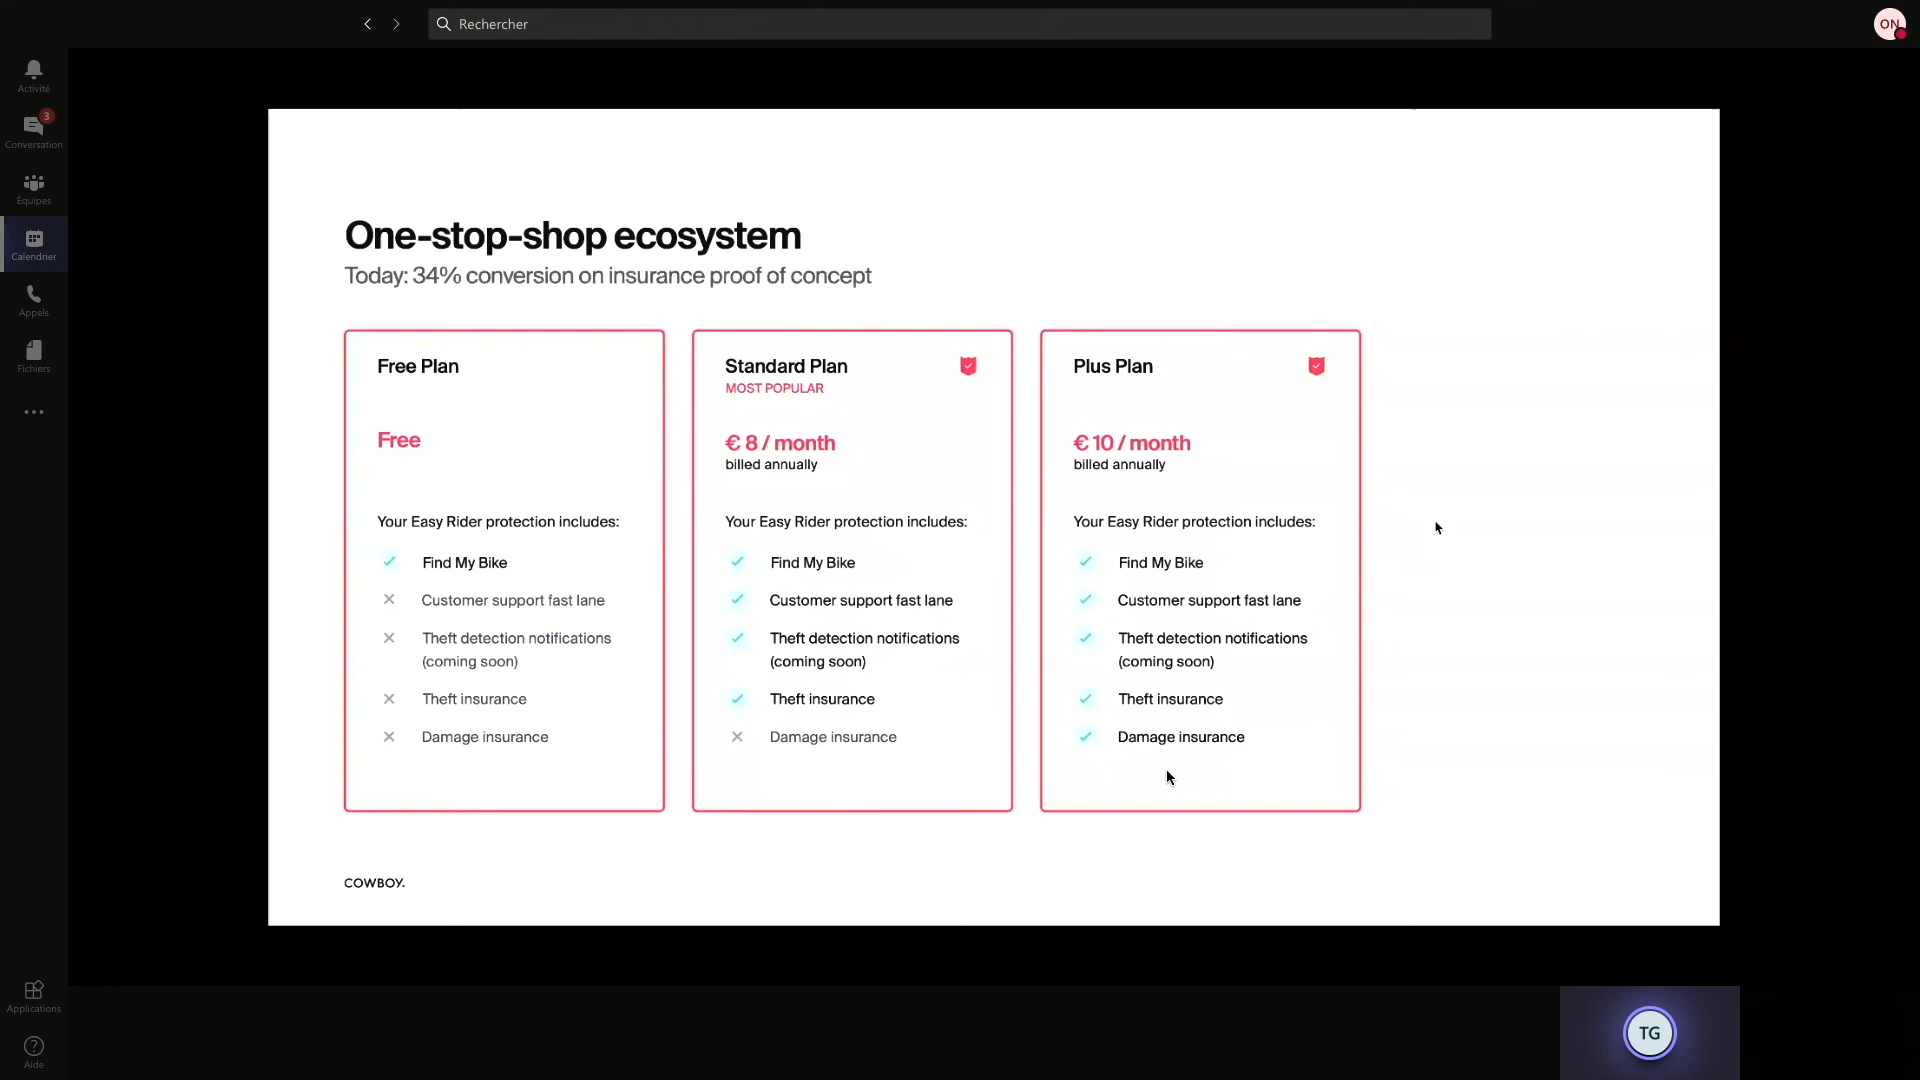 Rechercher
ON
Activité
3
Conversation
Équipes
Calendrier
Appels
Fichiers
Applications
Aide
One-stop-shop ecosystem
Today: 34% conversion on insurance proof of concept
Free Plan
Free
Your Easy Rider protection includes:
Find My Bike
Customer support fast lane
Theft detection notifications
(coming soon)
Theft insurance
Damage insurance
Standard Plan
MOST POPULAR
€ 8 / month
billed annually
Your Easy Rider protection includes:
Find My Bike
Customer support fast lane
Theft detection notifications
(coming soon)
Theft insurance
Damage insurance
Plus Plan
€ 10 / month
billed annually
Your Easy Rider protection includes:
Find My Bike
Customer support fast lane
Theft detection notifications
(coming soon)
Theft insurance
Damage insurance
COWBOY.
TG